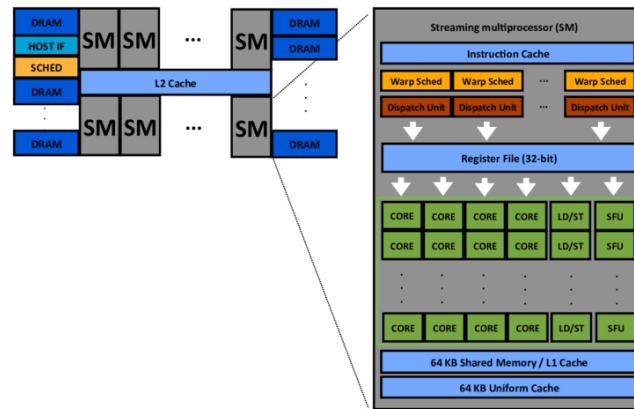 DRAM
HOST IF
SCHED
DRAM
DRAM
SM SM ... SM
L2 Cache
SM SM ... SM
DRAM
DRAM
DRAM
Streaming multiprocessor (SM)
Instruction Cache
Warp Sched Warp Sched ... Warp Sched
Dispatch Unit Dispatch Unit ... Dispatch Unit
Register File (32-bit)
CORE CORE CORE CORE LD/ST SFU
CORE CORE CORE CORE LD/ST SFU
CORE CORE CORE CORE LD/ST SFU
64 KB Shared Memory / L1 Cache
64 KB Uniform Cache